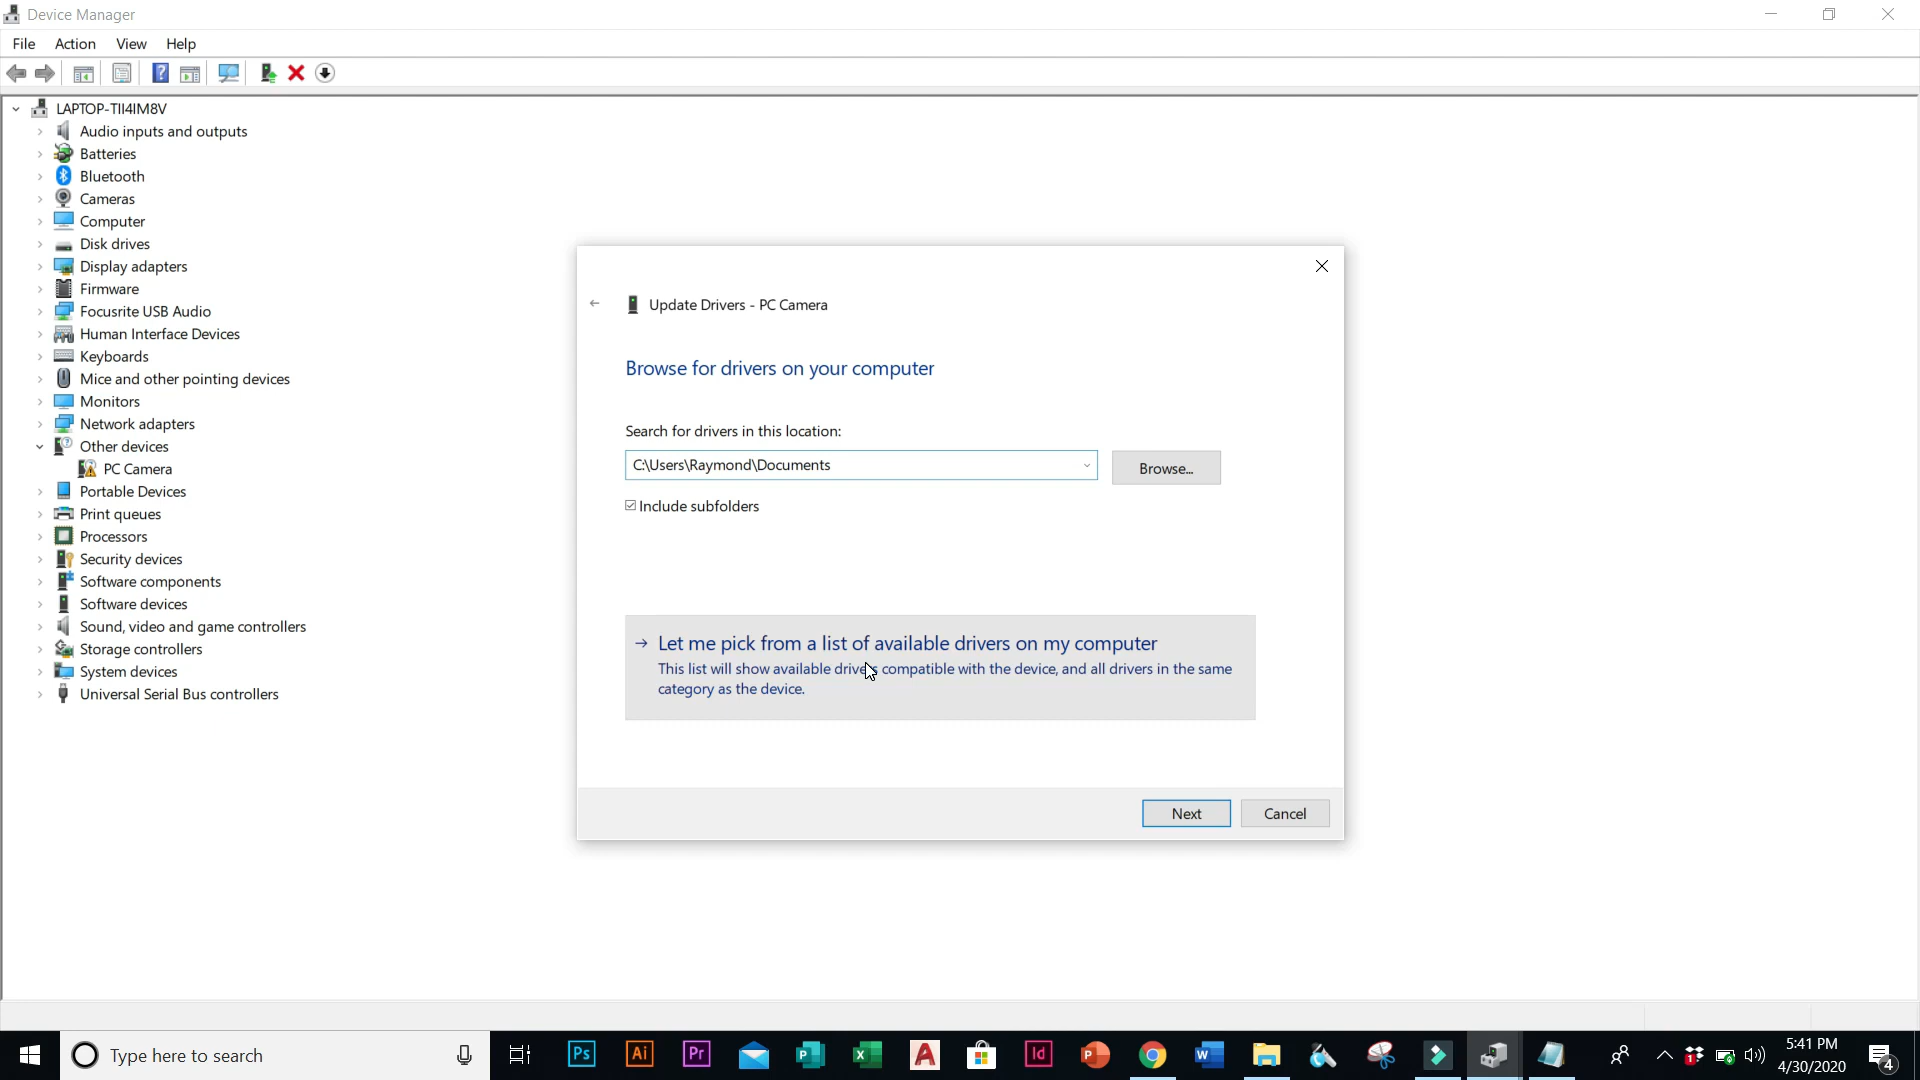 Device Manager
File Action View Help
LAPTOP-TII4IM8V
Audio inputs and outputs
Batteries
Bluetooth
Cameras
Computer
Disk drives
Display adapters
Firmware
Focusrite USB Audio
Human Interface Devices
Keyboards
Mice and other pointing devices
Monitors
Network adapters
Other devices
PC Camera
Portable Devices
Print queues
Processors
Security devices
Software components
Software devices
Sound, video and game controllers
Storage controllers
System devices
Universal Serial Bus controllers
Update Drivers - PC Camera
Browse for drivers on your computer
Search for drivers in this location:
C:\Users\Raymond\Documents
Browse...
Include subfolders
Let me pick from a list of available drivers on my computer
This list will show available drivers compatible with the device, and all drivers in the same
category as the device.
Next Cancel
Type here to search
Ps Ai Pr Id
5:41 PM
4/30/2020
4